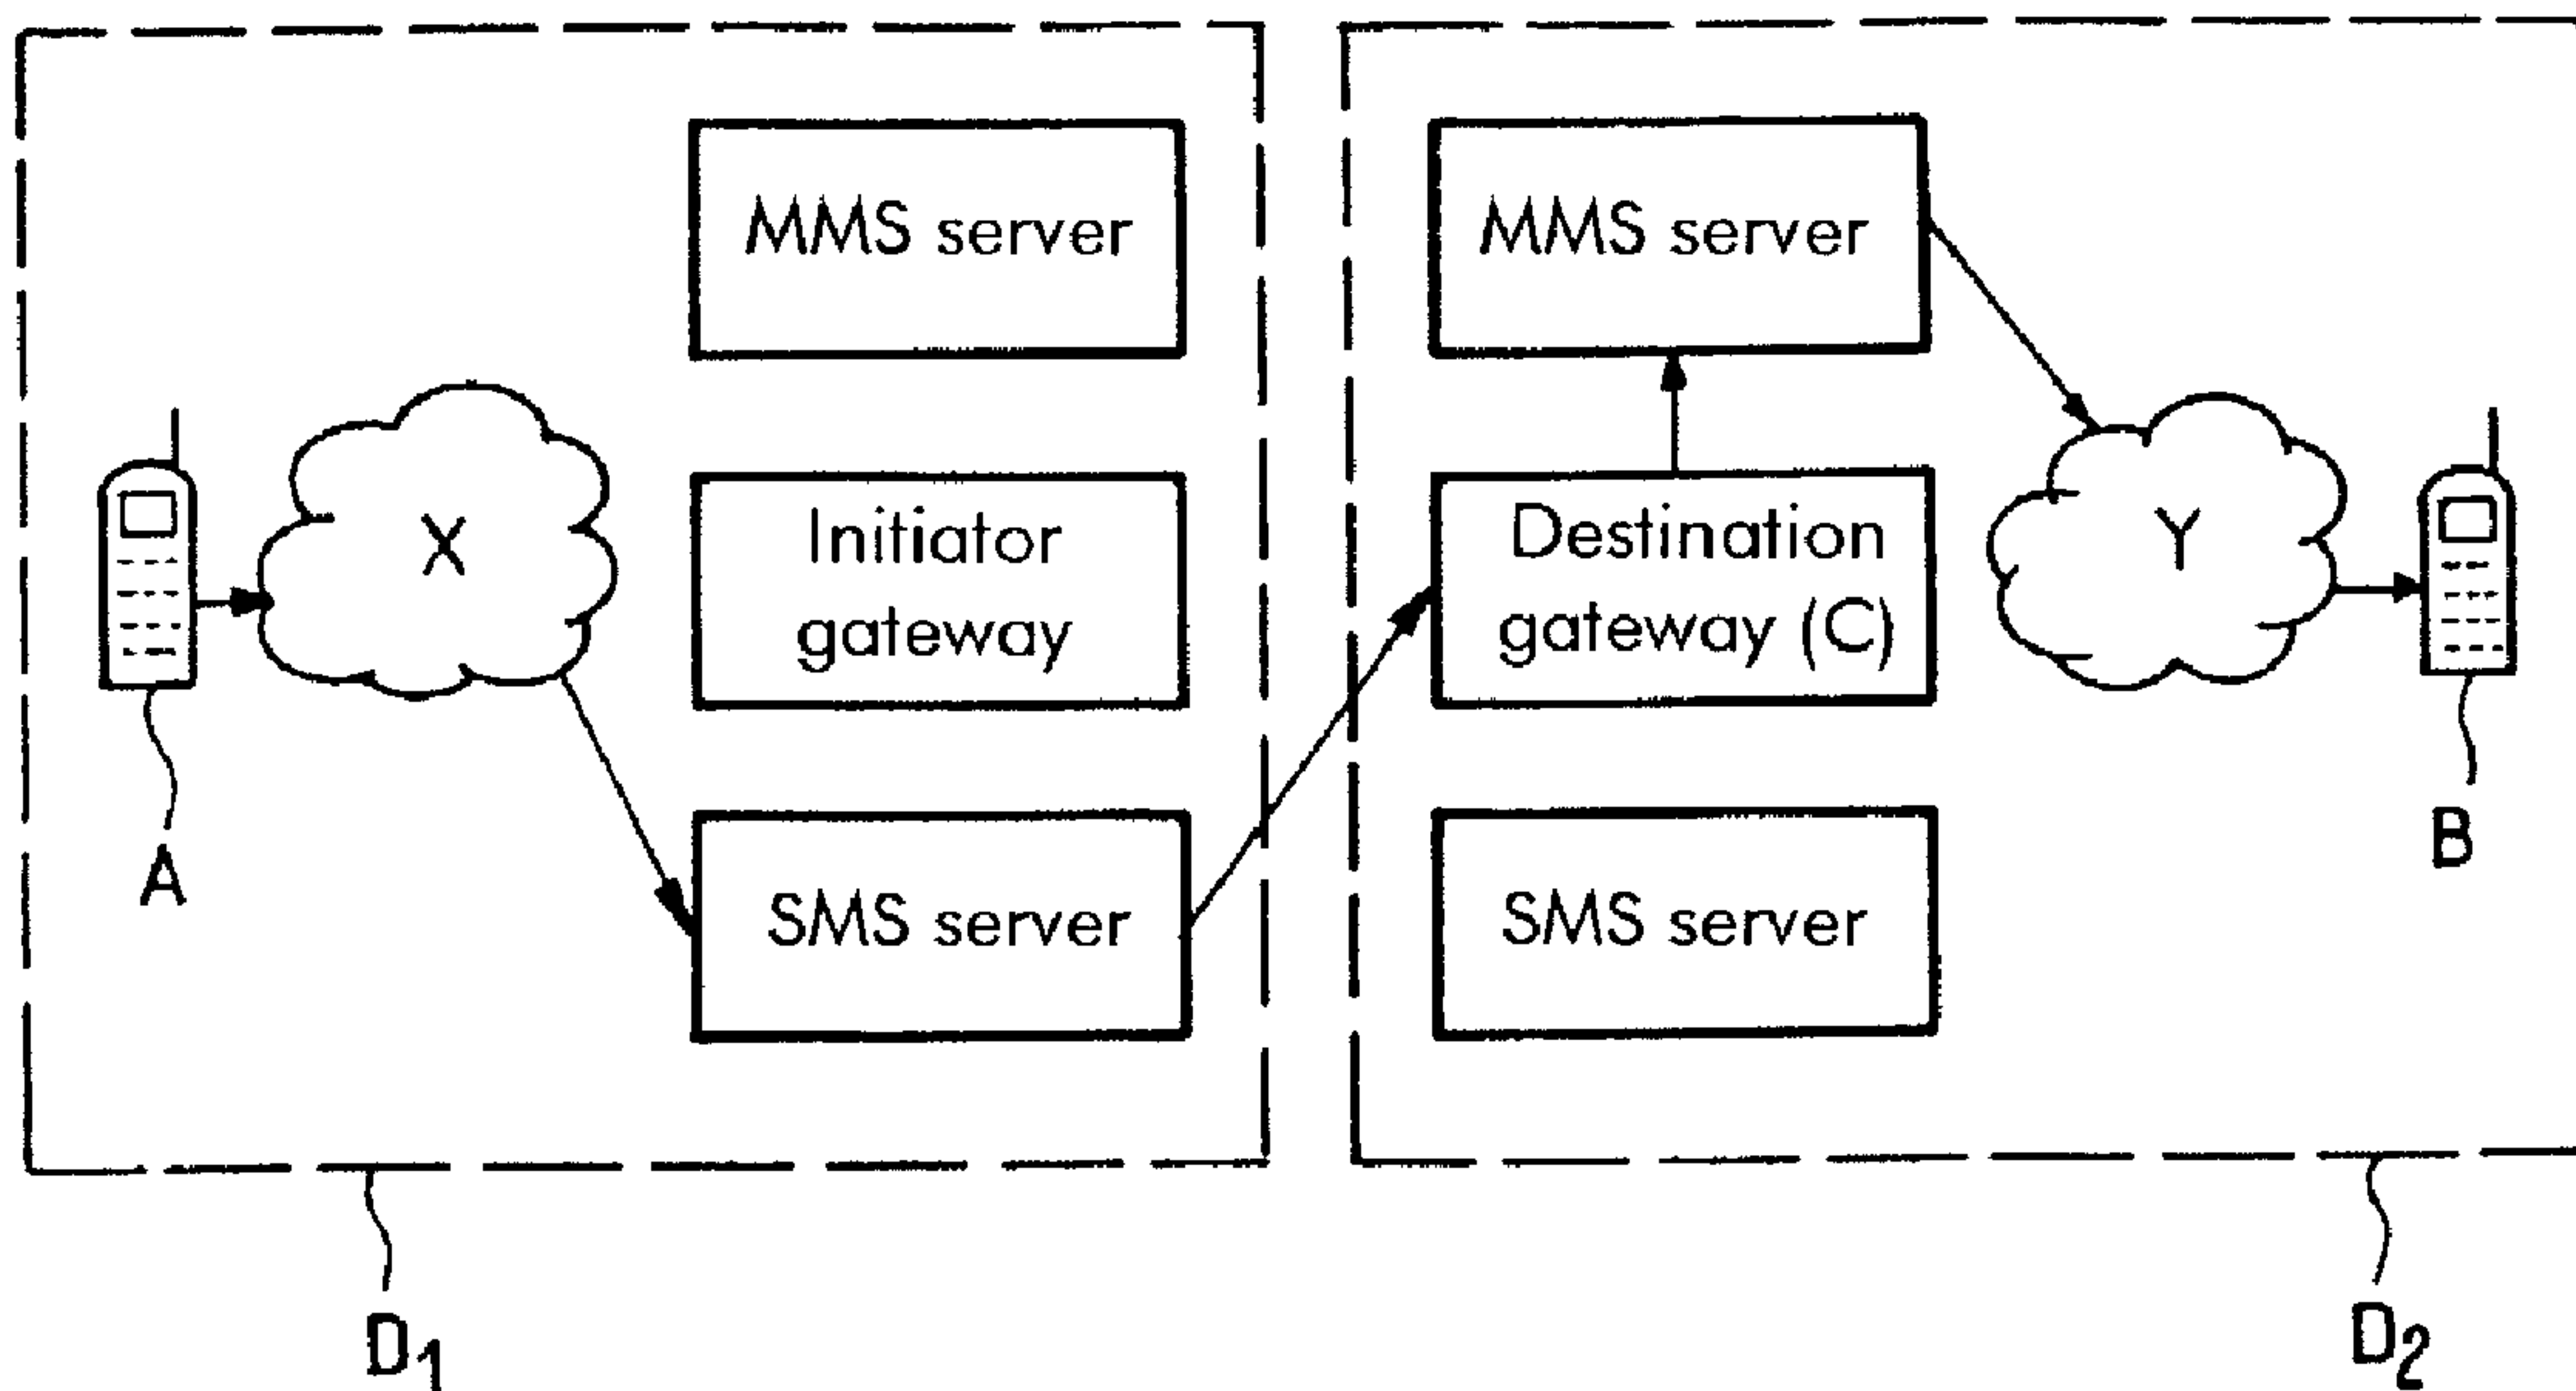 MMS server
MMS server
X
Initiator
gateway
Destination
gateway (C)
Y
A
SMS server
SMS server
B
D1
D2